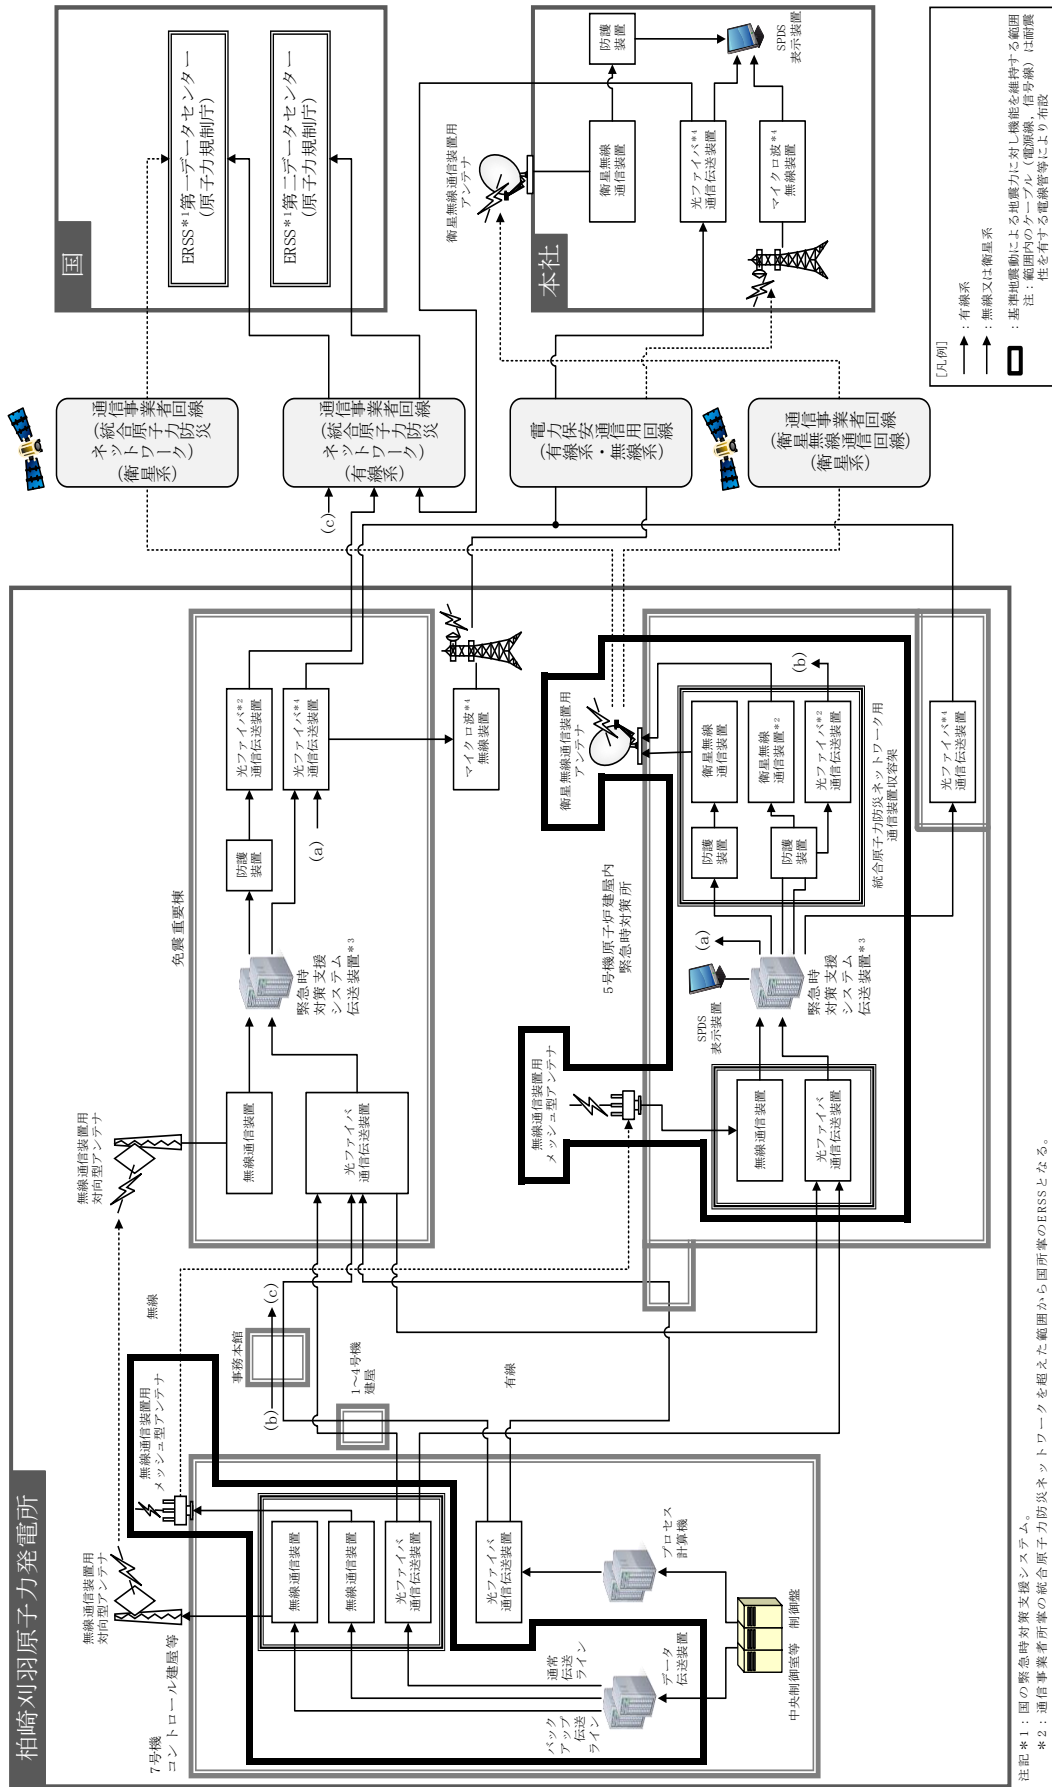 柏崎刈羽原子力発電所
7号機
コントロール建屋等
無線通信装置用
対向型アンテナ
無線通信装置用
メッシュ型アンテナ
無線通信装置
無線通信装置
光ファイバ
通信伝送装置
光ファイバ
通信伝送装置
バック
アップ
伝送
ライン
通常
伝送
ライン
データ
伝送装置
プロセス
計算機
中央制御室等
制御盤
事務本館
(b)
(c)
1～4号機
建屋
無線
有線
無線通信装置用
対向型アンテナ
免震重要棟
無線通信装置
光ファイバ
通信伝送装置
緊急時
対策支援
システム
伝送装置*3
防護
装置
光ファイバ*2
通信伝送装置
光ファイバ*4
通信伝送装置
(a)
マイクロ波*4
無線装置
5号機原子炉建屋内
緊急時対策所
無線通信装置用
メッシュ型アンテナ
無線通信装置
光ファイバ
通信伝送装置
SPDS
表示装置
(a)
緊急時
対策支援
システム
伝送装置*3
衛星無線通信装置用
アンテナ
防護
装置
防護
装置
衛星無線
通信装置
衛星無線
通信装置*2
光ファイバ*2
通信伝送装置
(b)
統合原子力防災ネットワーク用
通信装置収容架
光ファイバ*4
通信伝送装置
(c)
通信事業者回線
(統合原子力防災
ネットワーク)
(衛星系)
通信事業者回線
(統合原子力防災
ネットワーク)
(有線系)
電力保安通信用回線
(有線系・無線系)
通信事業者回線
(衛星無線通信回線)
(衛星系)
国
ERSS*1第一データセンター
(原子力規制庁)
ERSS*1第二データセンター
(原子力規制庁)
本社
衛星無線通信装置用
アンテナ
衛星無線
通信装置
防護
装置
光ファイバ*4
通信伝送装置
マイクロ波*4
無線装置
SPDS
表示装置
[凡例]
：有線系
：無線又は衛星系
：基準地震動による地震力に対し機能を維持する範囲
注：範囲内のケーブル（電源線，信号線）は耐震
性を有する電線管等により布設
注記*1：国の緊急時対策支援システム。
*2：通信事業者所掌の統合原子力防災ネットワークを超えた範囲から国所掌のERSSとなる。